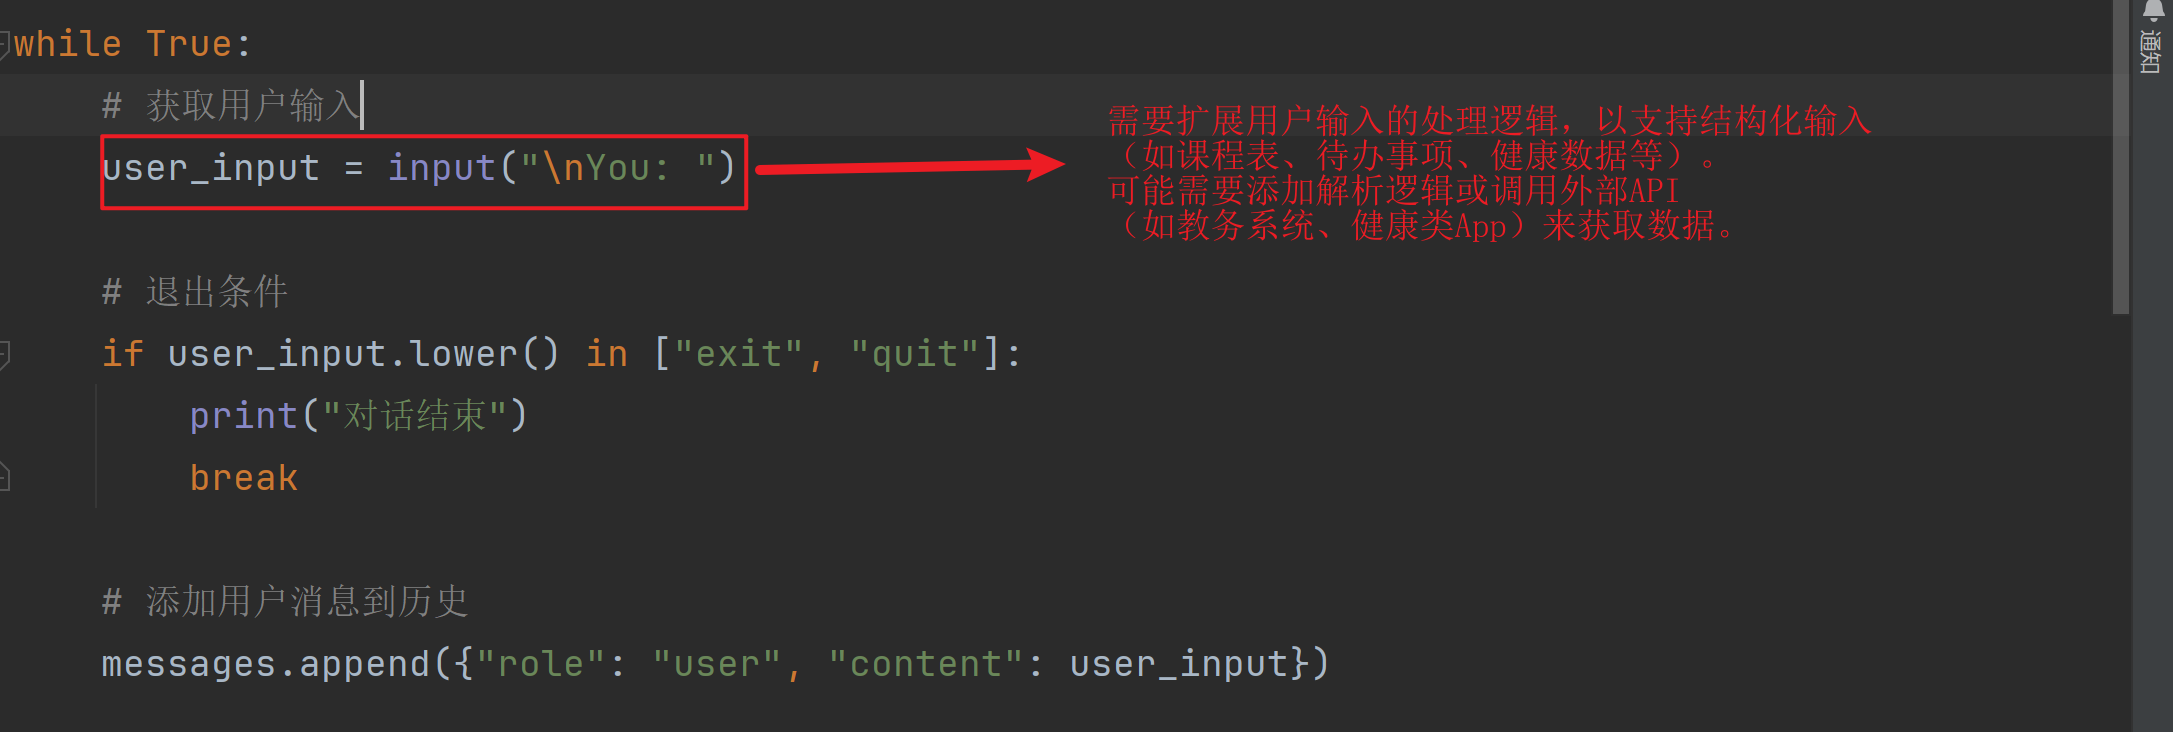 while True:
# 获取用户输入
user_input = input("\nYou: ")
需要扩展用户输入的处理逻辑，以支持结构化输入
（如课程表、待办事项、健康数据等）。
可能需要添加解析逻辑或调用外部API
（如教务系统、健康类App）来获取数据。
# 退出条件
if user_input.lower() in ["exit", "quit"]:
print("对话结束")
break
# 添加用户消息到历史
messages.append({"role": "user", "content": user_input})
通知